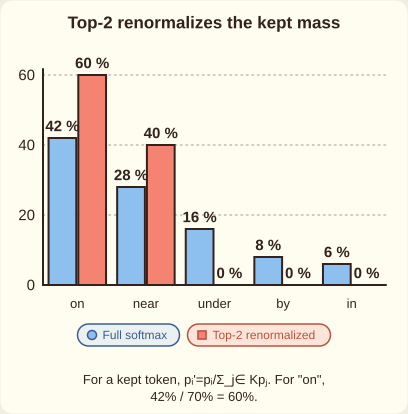 Top-2 renormalizes the kept mass
60 %
60
42 %
40 %
40
28 %
20
16 %
8 %
6 %
0 %
0 %
0 %
0
on near under by in
Full softmax
Top-2 renormalized
For a kept token, pᵢ'=pᵢ/Σ_j∈ Kpⱼ. For "on",
42% / 70% = 60%.